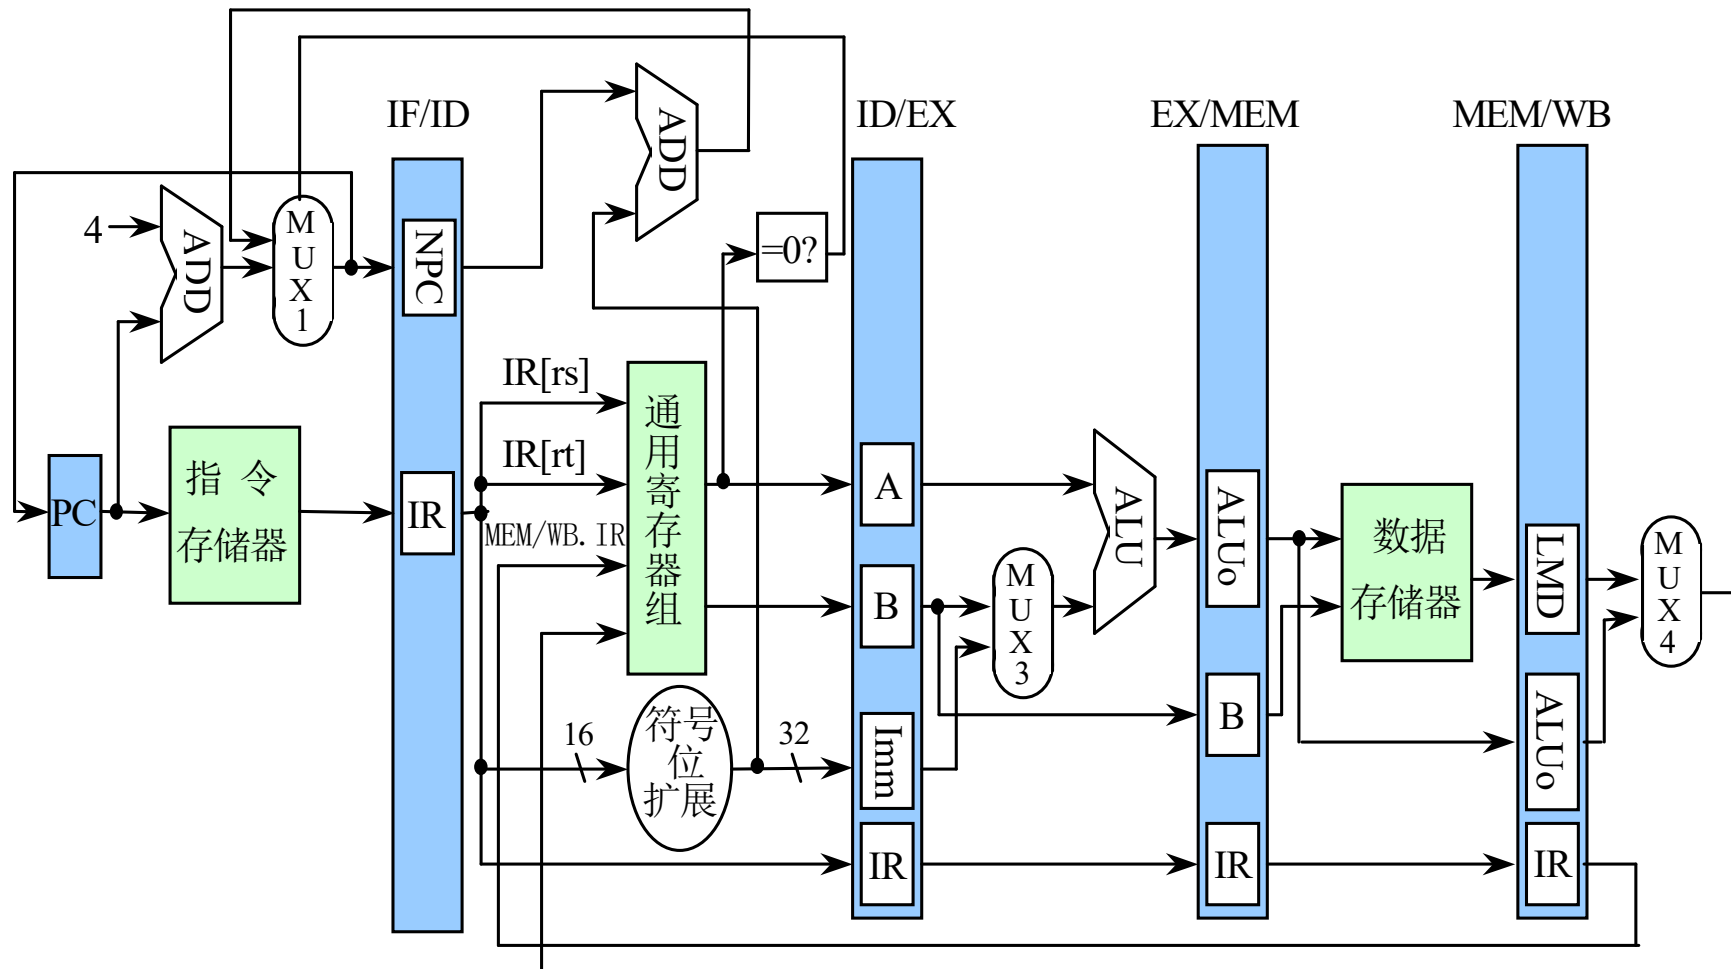 IF/ID
ID/EX
EX/MEM
MEM/WB
4
ADD
MUX1
NPC
ADD
=0?
IR[rs]
IR[rt]
MEM/WB.IR
PC
指 令
存储器
IR
通用寄存器组
A
B
Imm
IR
16
符号
位
扩展
32
MUX3
ALU
ALUo
B
IR
数据
存储器
LMD
ALUo
IR
MUX4